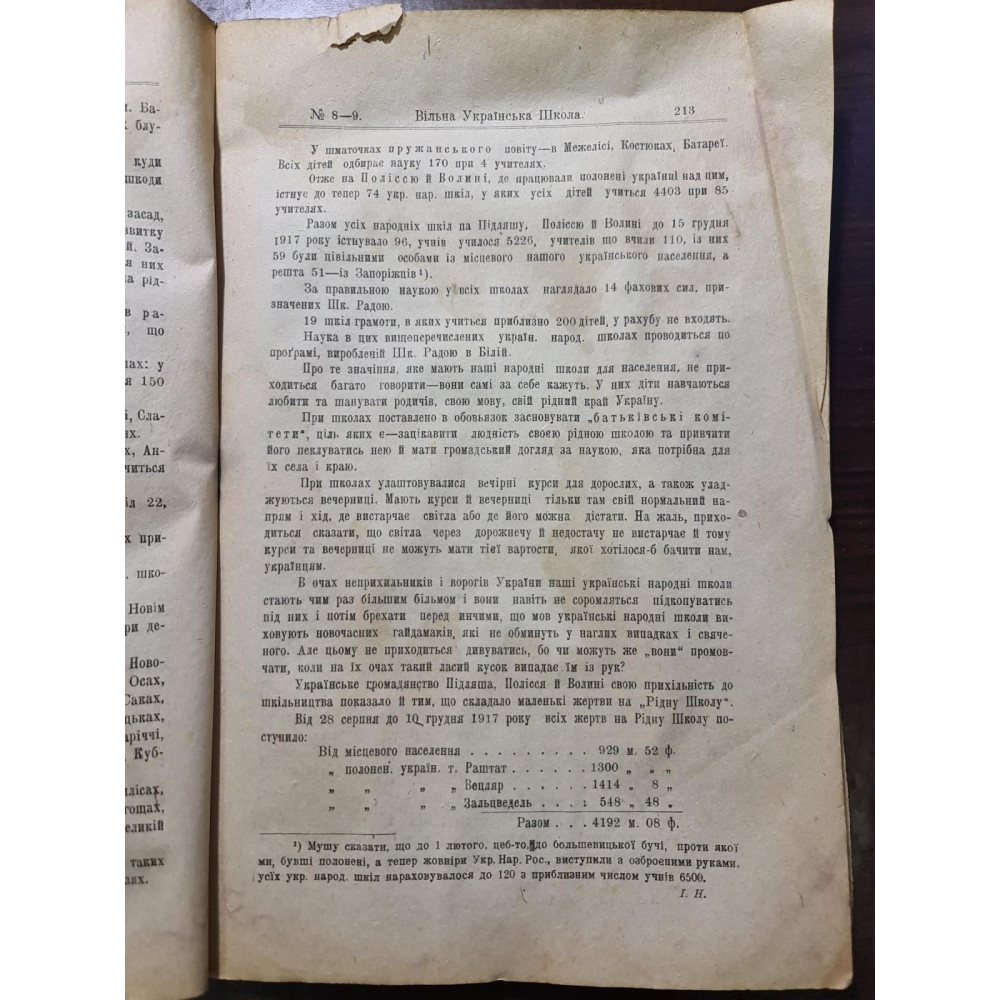 № 8—9. Вільна Українська Школа. 213
У шматочках пружанського повіту—в Межелісі, Костюках, Батареї.
Всіх дітей одбирає науку 170 при 4 учителях.
Отже на Поліссю й Волині, де працювали полонені українці над цим,
істнує до тепер 74 укр. нар. шкіл, у яких усіх дітей учиться 4403 при 85
учителях.
Разом усіх народніх шкіл па Підляшу, Поліссю й Волині до 15 грудня
1917 року істнувало 96, учнів училося 5226, учителів що вчили 110, із них
59 були цівільними особами із місцевого нашого українського населення, а
решта 51—із Запоріжців ¹).
За правильною наукою у всіх школах наглядало 14 фахових сил, при-
значених Шк. Радою.
19 шкіл грамоти, в яких учиться приблизно 200 дітей, у рахубу не входять.
Наука в цих вищеперечислених україн. народ. школах проводиться по
проґрамі, виробленій Шк. Радою в Білій.
Про те значіння, яке мають наші народні школи для населення, не при-
ходиться багато говорити—вони самі за себе кажуть. У них діти навчаються
любити та шанувати родичів, свою мову, свій рідний край Україну.
При школах поставлено в обовьязок засновувати „батьківські комі-
тети“, ціль яких є—зацікавити людність своєю рідною школою та привчити
його пеклуватись нею й мати громадський догляд за наукою, яка потрібна для
їх села і краю.
При школах улаштовувалися вечірні курси для дорослих, а також улад-
жуються вечерниці. Мають курси й вечерниці тільки там свій нормальний на-
прям і хід, де вистарчає світла або де його можна дістати. На жаль, прихо-
диться сказати, що світла через дорожнечу й недостачу не вистарчає й тому
курси та вечерниці не можуть мати тієї вартости, якої хотілося-б бачити нам,
українцям.
В очах неприхильників і ворогів України наші українські народні школи
стають чим раз більшим більмом і вони навіть не соромляться підкопуватись
під них і потім брехати перед инчими, що мов українські народні школи ви-
ховують новочасних гайдамаків, які не обминуть у наглих випадках і свяче-
ного. Але цьому не приходиться дивуватись, бо чи можуть же „вони“ промов-
чати, коли на їх очах такий ласий кусок випадає їм із рук?
Українське громадянство Підляша, Полісся й Волині свою прихільність до
шкільництва показало й тим, що складало маленькі жертви на „Рідну Школу“.
Від 28 серпня до 10 грудня 1917 року всіх жертв на Рідну Школу по-
ступило:
Від місцевого населення . . . . . . . . . 929 м. 52 ф.
„ полонен. україн. т. Раштат . . . . . . 1300 „ „ „
„ „ „ „ Вецляр . . . . . . 1414 „ 8 „
„ „ „ „ Зальцведель . . . : 548 „ 48 „
Разом . . . 4192 м. 08 ф.
¹) Мушу сказати, що до 1 лютого, цеб-то, до большевицької бучі, проти якої
ми, бувші полонені, а тепер жовніри Укр. Нар. Рос., виступили з озброєними руками,
усїх укр. народ. шкіл нараховувалося до 120 з приблизним числом учнів 6500.
І. Н.
куди
шкоди
засад,
150
22,
Новім
Осах,
Саках,
таких